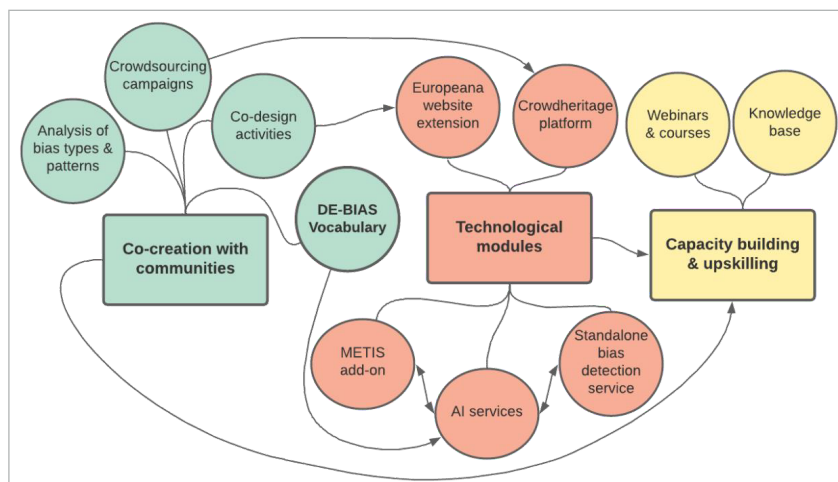 Crowdsourcing
campaigns
Analysis of
bias types &
patterns
Co-design
activities
Co-creation with
communities
DE-BIAS
Vocabulary
Europeana
website
extension
Crowdheritage
platform
Technological
modules
METIS
add-on
AI services
Standalone
bias
detection
service
Webinars
& courses
Knowledge
base
Capacity building
& upskilling